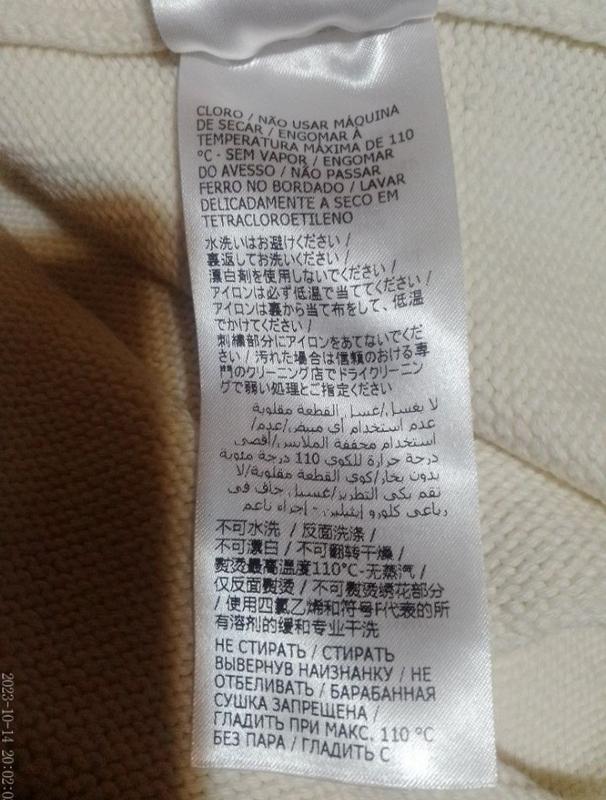 CLORO / NÃO USAR MÁQUINA
DE SECAR / ENGOMAR À
TEMPERATURA MÁXIMA DE 110
°C - SEM VAPOR / ENGOMAR
DO AVESSO / NÃO PASSAR
FERRO NO BORDADO / LAVAR
DELICADAMENTE A SECO EM
TETRACLOROETILENO
水洗いはお避けください /
裏返してお洗いください /
漂白剤を使用しないでください /
アイロンは必ず低温で当ててください /
アイロンは裏から当て布をして、低温
でかけてください /
刺繍部分にアイロンをあてないでくだ
さい / 汚れた場合は信頼のおける専
門のクリーニング店でドライクリーニン
グで弱い処理とご指定ください
لا يغسل/غسل القطعة مقلوبة
عدم استخدام أي مبيض/عدم/
استخدام مجففة الملابس/أقصى
درجة حرارة للكوي 110 درجة مئوية
بدون بخار/كوي القطعة مقلوبة/لا
تقم بكي التطريز/غسيل جاف في
رباعي كلورو إيثيلين - إجراء ناعم
不可水洗 / 反面洗涤 /
不可漂白 / 不可翻转干燥 /
熨烫最高温度110°C-无蒸汽 /
仅反面熨烫 / 不可熨烫绣花部分
/ 使用四氯乙烯和符号F代表的所
有溶剂的缓和专业干洗
НЕ СТИРАТЬ / СТИРАТЬ
ВЫВЕРНУВ НАИЗНАНКУ / НЕ
ОТБЕЛИВАТЬ / БАРАБАННАЯ
СУШКА ЗАПРЕЩЕНА /
ГЛАДИТЬ ПРИ МАКС. 110 °C
БЕЗ ПАРА / ГЛАДИТЬ С
2023-10-14 20:02:0